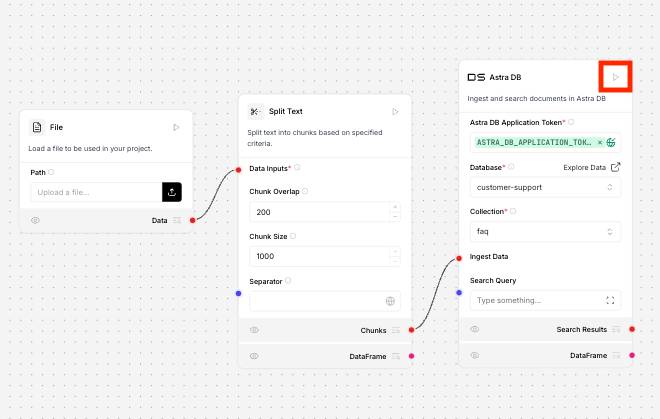 File
Load a file to be used in your project.
Path
Upload a file...
Data
Split Text
Split text into chunks based on specified
criteria.
Data Inputs*
Chunk Overlap
200
Chunk Size
1000
Separator
Chunks
DataFrame
DS Astra DB
Ingest and search documents in Astra DB
Astra DB Application Token*
ASTRA_DB_APPLICATION_TOK...
Database* Explore Data
customer-support
Collection*
faq
Ingest Data
Search Query
Type something...
Search Results
DataFrame